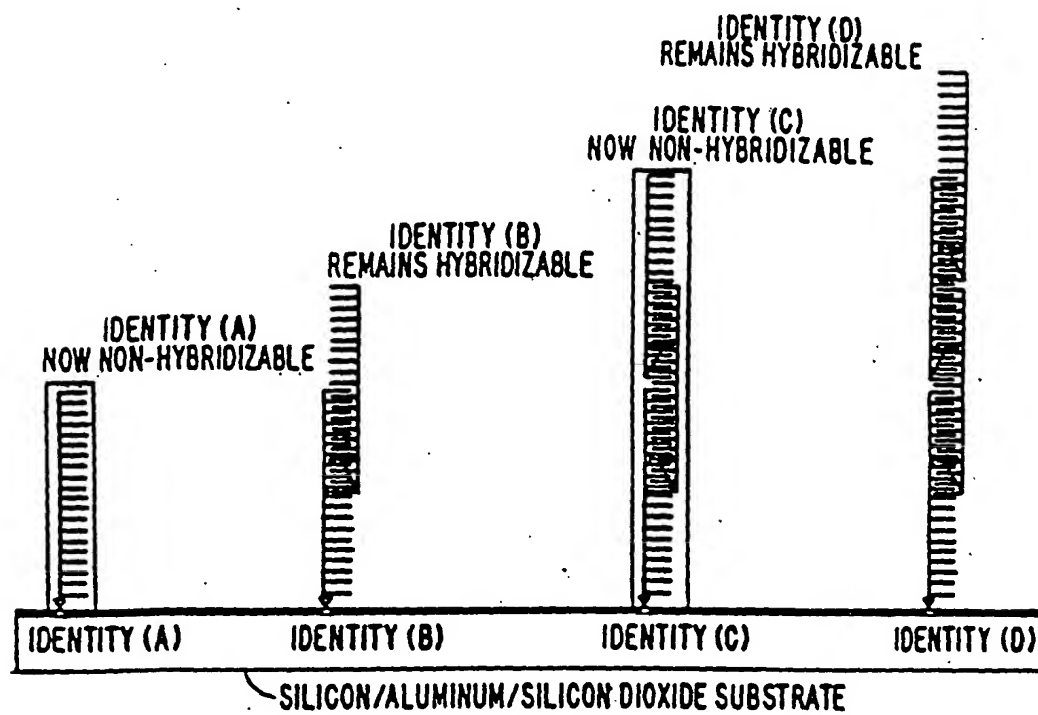 IDENTITY (D)
REMAINS HYBRIDIZABLE
IDENTITY (C)
NOW NON-HYBRIDIZABLE
IDENTITY (B)
REMAINS HYBRIDIZABLE
IDENTITY (A)
NOW NON-HYBRIDIZABLE
IDENTITY (A)
IDENTITY (B)
IDENTITY (C)
IDENTITY (D)
SILICON/ALUMINUM/SILICON DIOXIDE SUBSTRATE